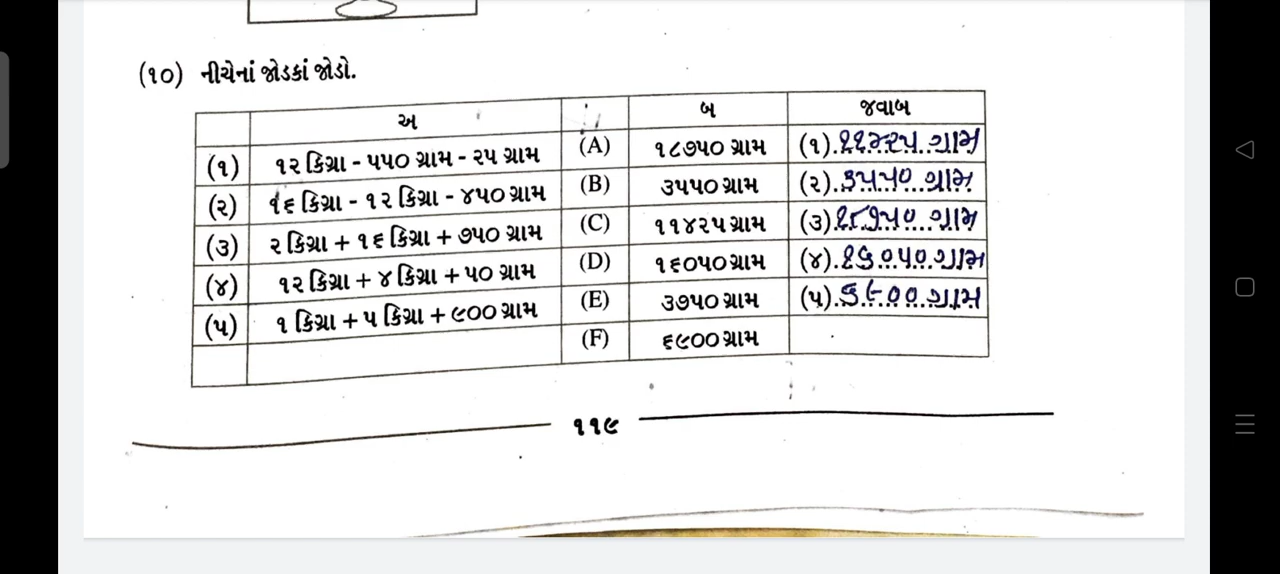 (૧૦) નીચેનાં જોડકાં જોડો.
અ બ જવાબ
(૧) ૧૨ કિગ્રા - ૫૫૦ ગ્રામ - ૨૫ ગ્રામ (A) ૧૮૭૫૦ ગ્રામ (૧). ગ્રામ
(૨) ૧૬ કિગ્રા - ૧૨ કિગ્રા - ૪૫૦ ગ્રામ (B) ૩૫૫૦ ગ્રામ (૨).૩૫૫૦ ગ્રામ
(૩) ૨ કિગ્રા + ૧૬ કિગ્રા + ૭૫૦ ગ્રામ (C) ૧૧૪૨૫ ગ્રામ (૩)૧૮૭૫૦ ગ્રામ
(૪) ૧૨ કિગ્રા + ૪ કિગ્રા + ૫૦ ગ્રામ (D) ૧૬૦૫૦ ગ્રામ (૪).૧૬૦૫૦ ગ્રામ
(૫) ૧ કિગ્રા + ૫ કિગ્રા + ૯૦૦ ગ્રામ (E) ૩૭૫૦ ગ્રામ (૫).૬૯૦૦ ગ્રામ
(F) ૬૯૦૦ ગ્રામ
૧૧૯